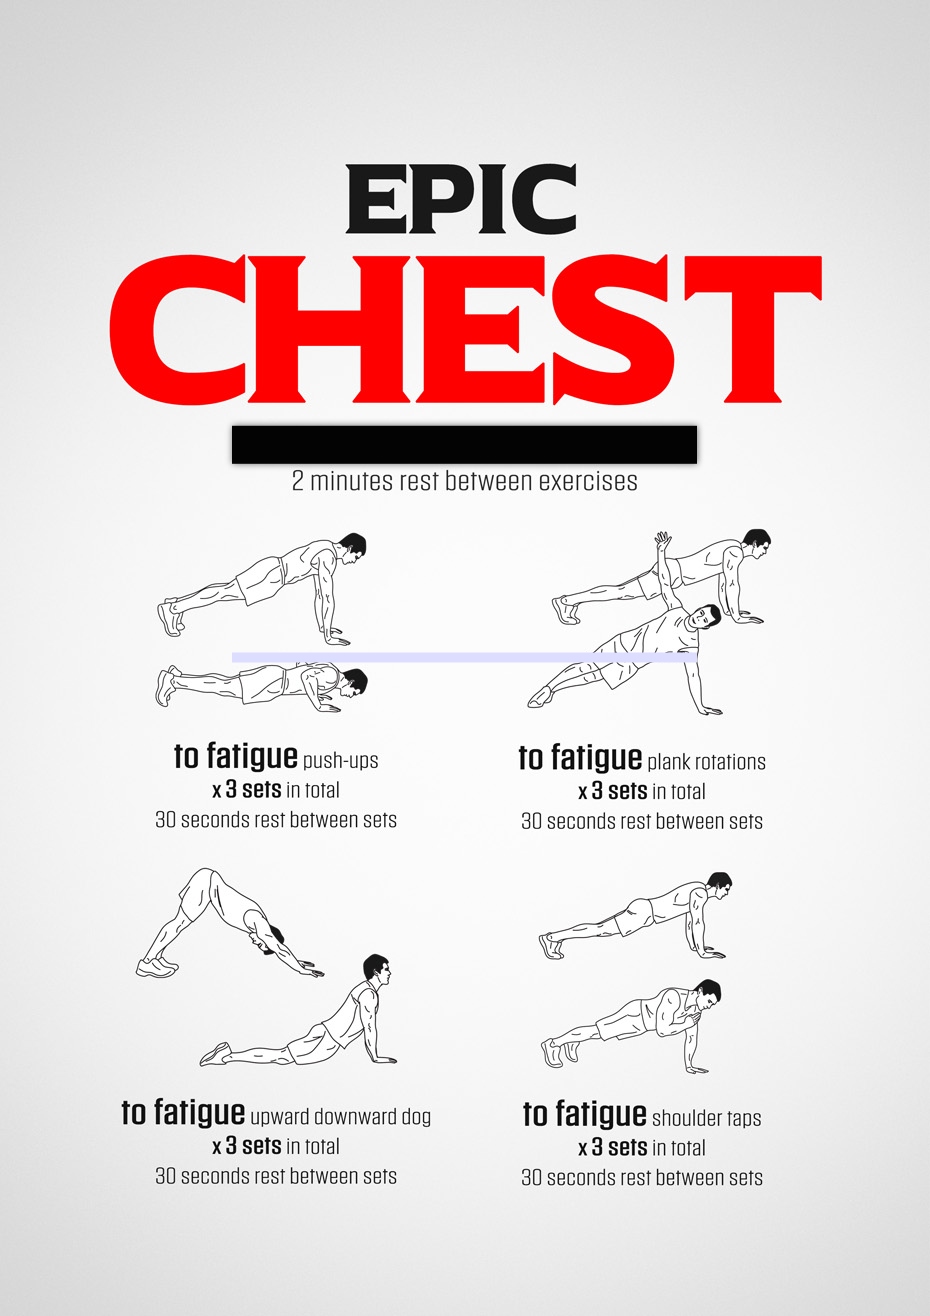 EPIC
CHEST
2 minutes rest between exercises
to fatigue push-ups
x 3 sets in total
30 seconds rest between sets
to fatigue plank rotations
x 3 sets in total
30 seconds rest between sets
to fatigue upward downward dog
x 3 sets in total
30 seconds rest between sets
to fatigue shoulder taps
x 3 sets in total
30 seconds rest between sets